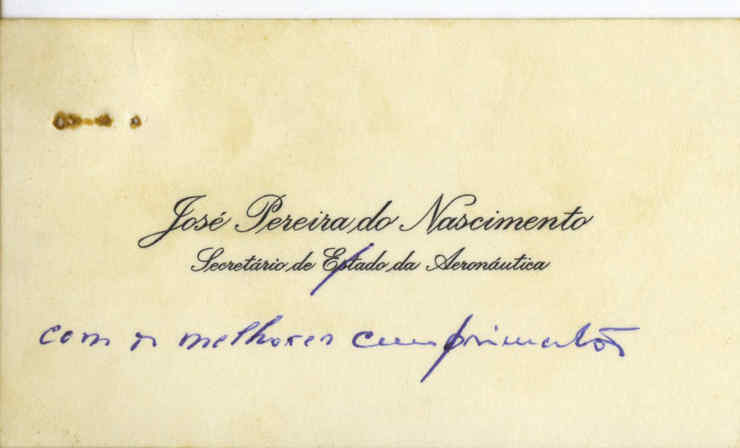 José Pereira do Nascimento
Secretário de Estado da Aeronáutica
com os melhores cumprimentos